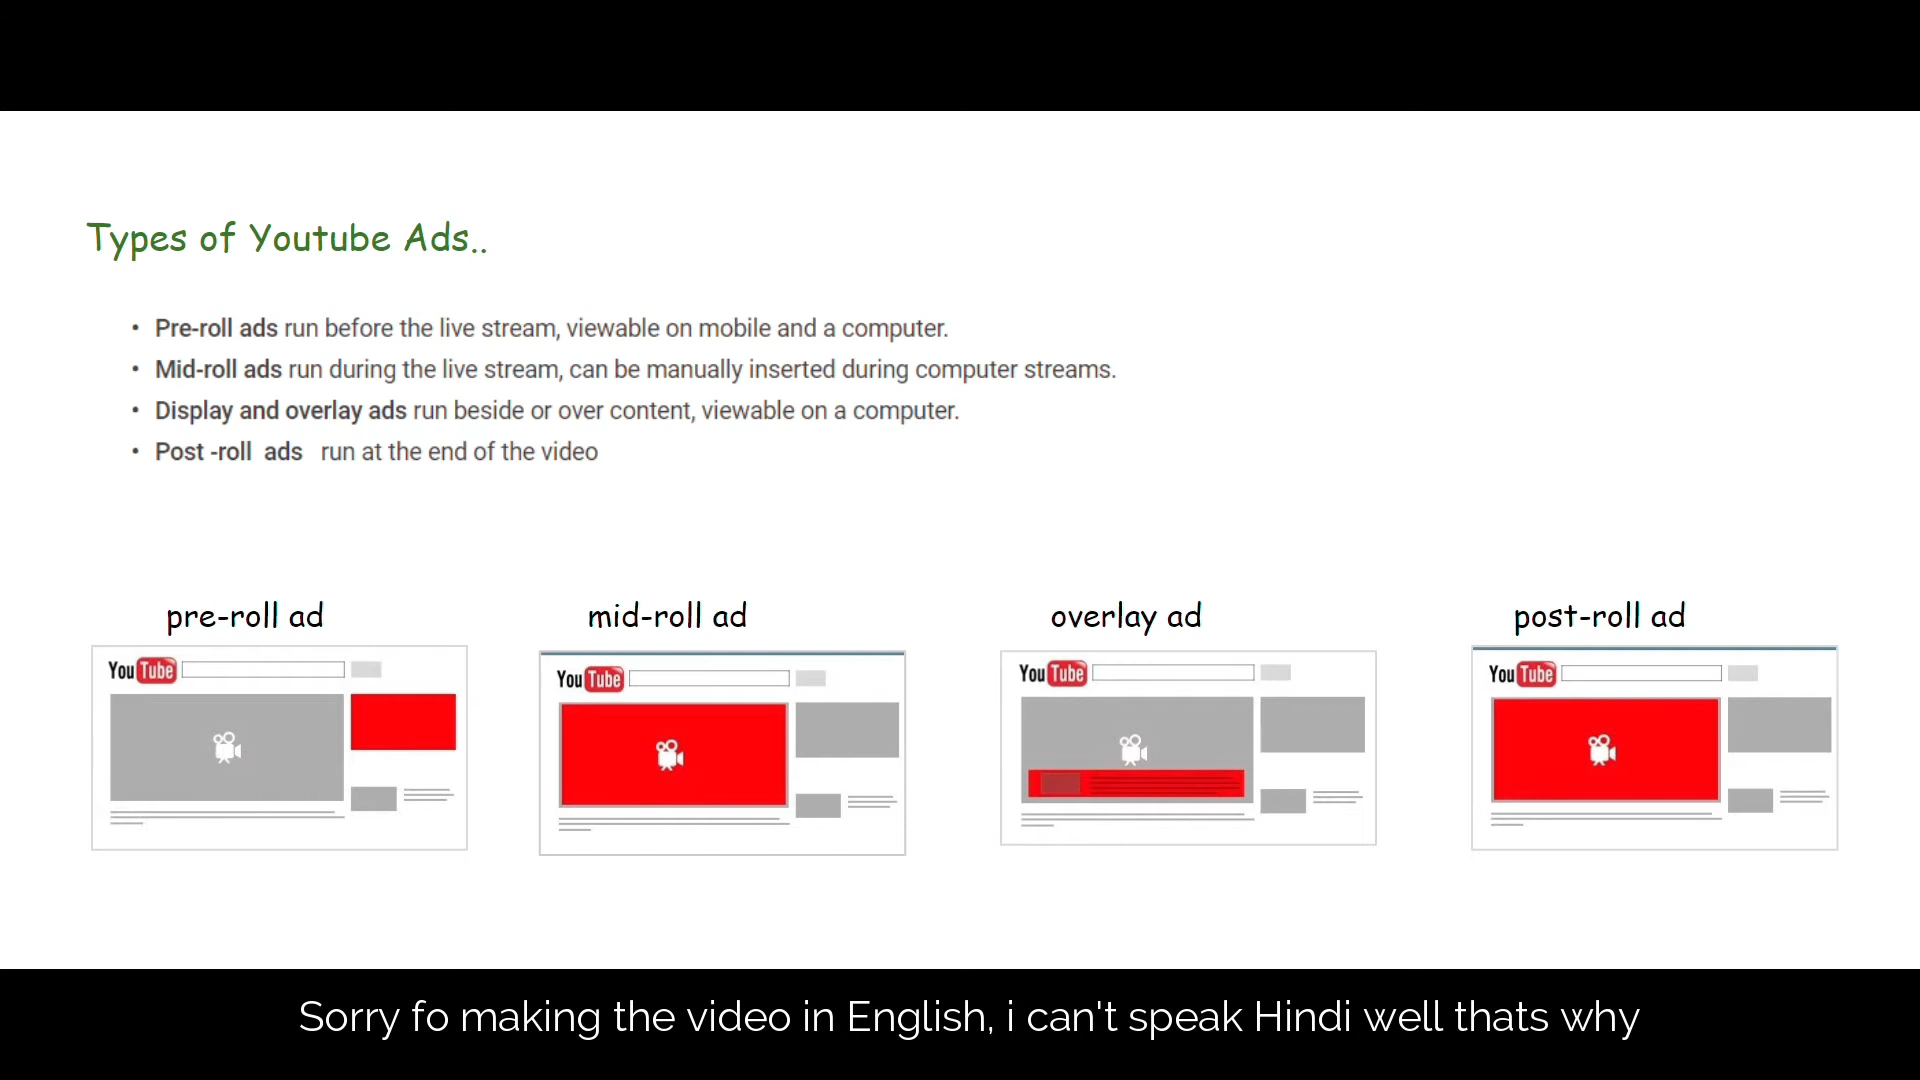 Types of Youtube Ads..
• Pre-roll ads run before the live stream, viewable on mobile and a computer.
• Mid-roll ads run during the live stream, can be manually inserted during computer streams.
• Display and overlay ads run beside or over content, viewable on a computer.
• Post -roll ads run at the end of the video
pre-roll ad
mid-roll ad
overlay ad
post-roll ad
YouTube
YouTube
YouTube
YouTube
Sorry fo making the video in English, i can't speak Hindi well thats why